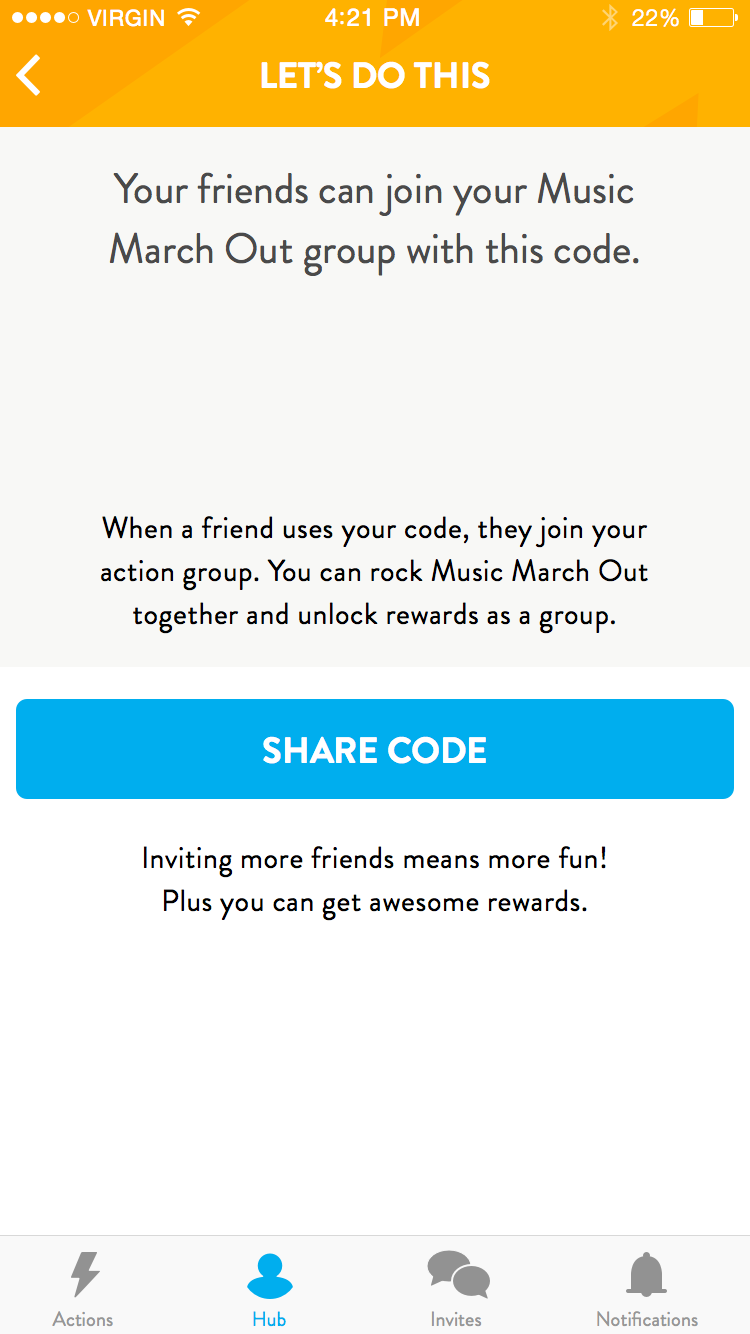 VIRGIN 4:21 PM 22%
LET'S DO THIS
Your friends can join your Music
March Out group with this code.
When a friend uses your code, they join your
action group. You can rock Music March Out
together and unlock rewards as a group.
SHARE CODE
Inviting more friends means more fun!
Plus you can get awesome rewards.
Actions Hub Invites Notifications